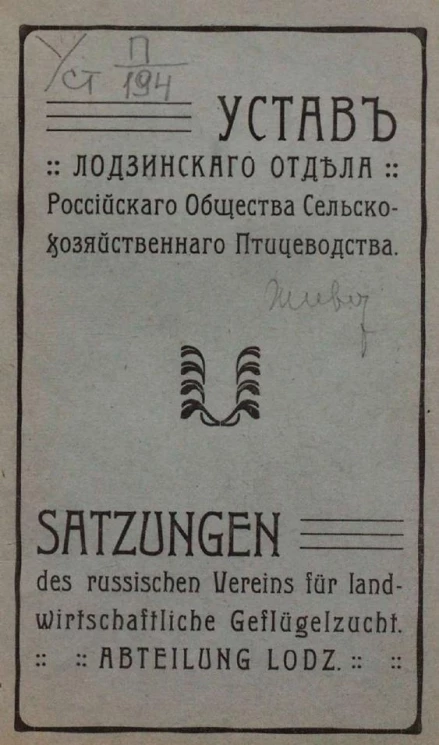 Уст П/194
УСТАВЪ
:: ЛОДЗИНСКАГО ОТДѢЛА ::
Россiйскаго Общества Сельско-
хозяйственнаго Птицеводства.
SATZUNGEN
des russischen Vereins für land-
wirtschaftliche Geflügelzucht.
:: :: ABTEILUNG LODZ. :: ::